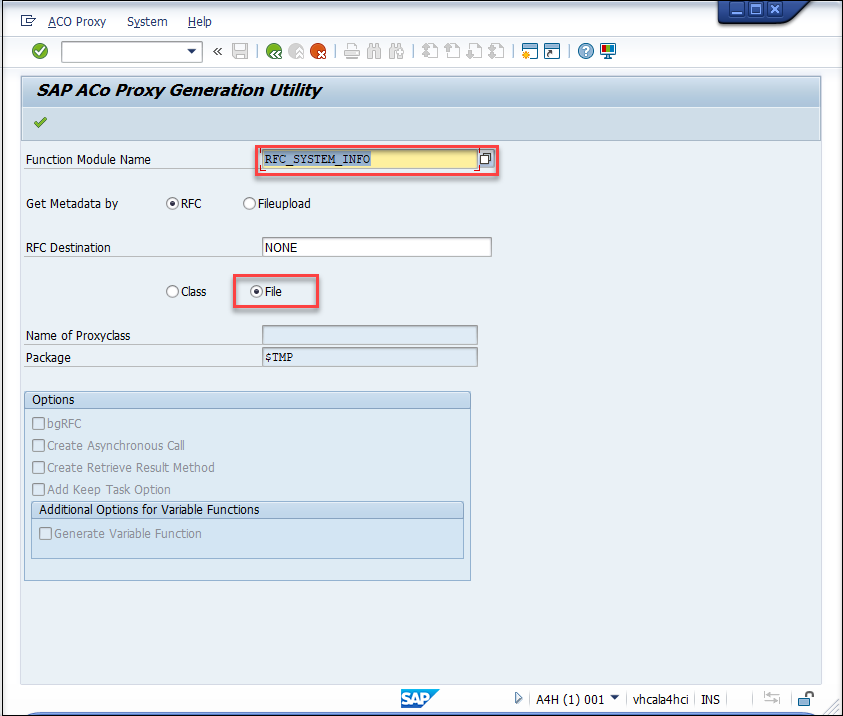 ACO Proxy System Help
SAP ACo Proxy Generation Utility
Function Module Name RFC_SYSTEM_INFO
Get Metadata by RFC Fileupload
RFC Destination NONE
Class File
Name of Proxyclass
Package $TMP
Options
bgRFC
Create Asynchronous Call
Create Retrieve Result Method
Add Keep Task Option
Additional Options for Variable Functions
Generate Variable Function
SAP A4H (1) 001 vhcala4hci INS